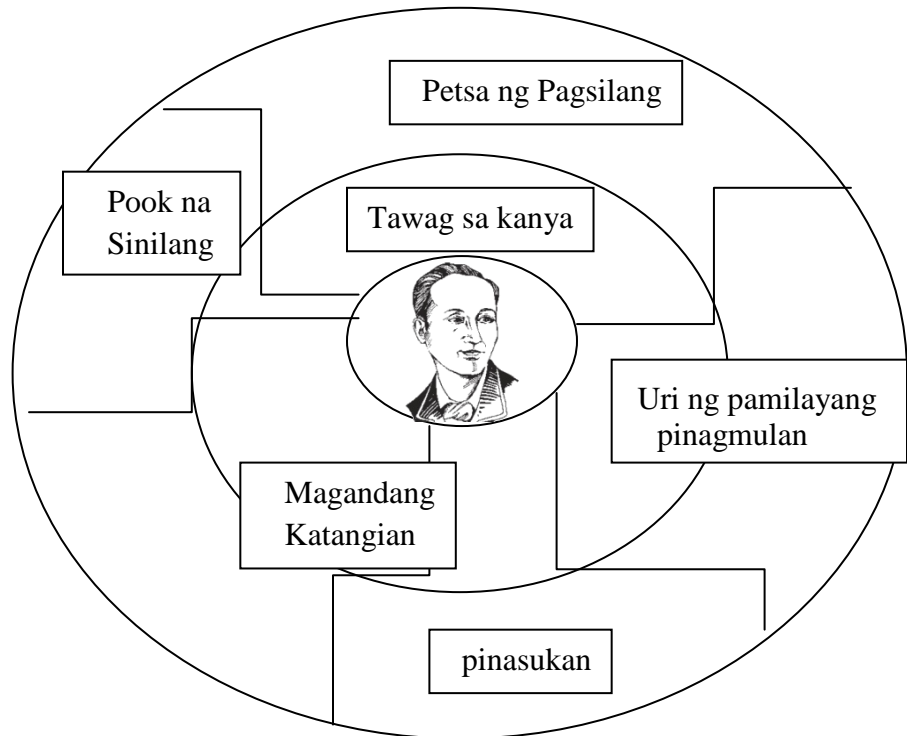 Petsa ng Pagsilang
Pook na
Sinilang
Tawag sa kanya
Uri ng pamilayang
pinagmulan
Magandang
Katangian
pinasukan